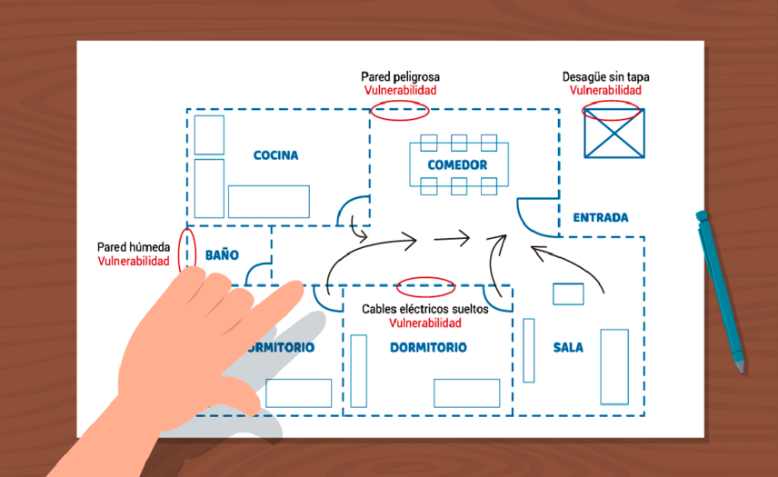 Pared peligrosa
Vulnerabilidad
Desagüe sin tapa
Vulnerabilidad
COCINA
COMEDOR
ENTRADA
Pared húmeda
Vulnerabilidad
BAÑO
Cables eléctricos sueltos
Vulnerabilidad
ORMITORIO
DORMITORIO
SALA